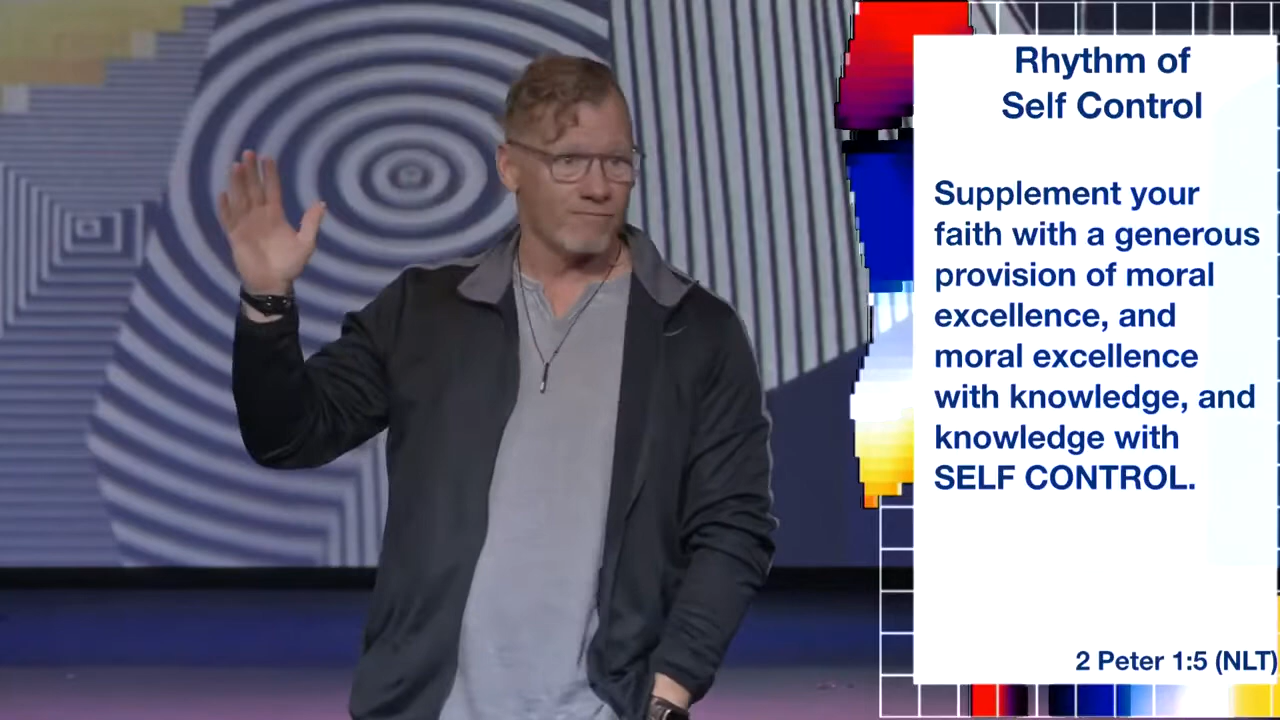 Rhythm of
Self Control
Supplement your
faith with a generous
provision of moral
excellence, and
moral excellence
with knowledge, and
knowledge with
SELF CONTROL.
2 Peter 1:5 (NLT)